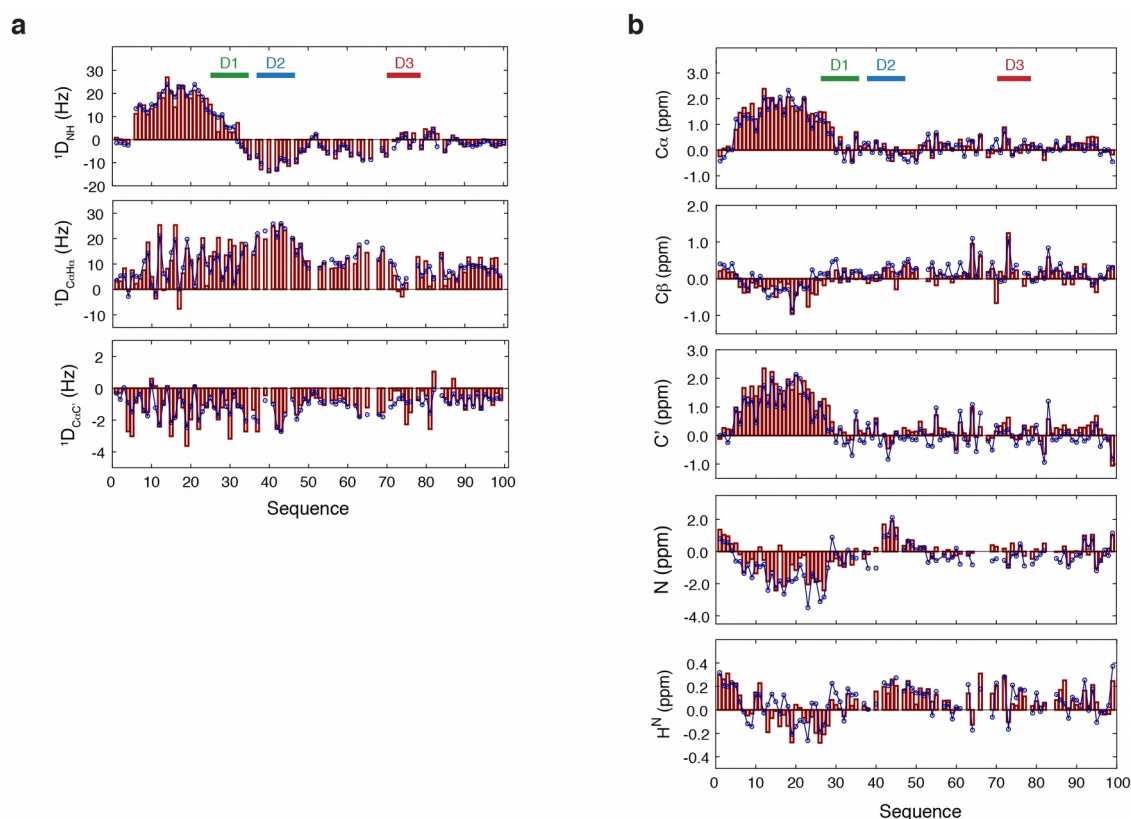 a
D1 D2 D3
30
20
10
0
-10
-20
¹D_NH (Hz)
30
20
10
0
-10
¹D_CαHα (Hz)
2
0
-2
-4
¹D_CαC' (Hz)
0 10 20 30 40 50 60 70 80 90 100
Sequence
b
D1 D2 D3
3.0
2.0
1.0
0.0
-1.0
Cα (ppm)
2.0
1.0
0.0
-1.0
Cβ (ppm)
3.0
2.0
1.0
0.0
-1.0
C' (ppm)
2.0
0.0
-2.0
-4.0
N (ppm)
0.4
0.2
0.0
-0.2
-0.4
H^N (ppm)
0 10 20 30 40 50 60 70 80 90 100
Sequence